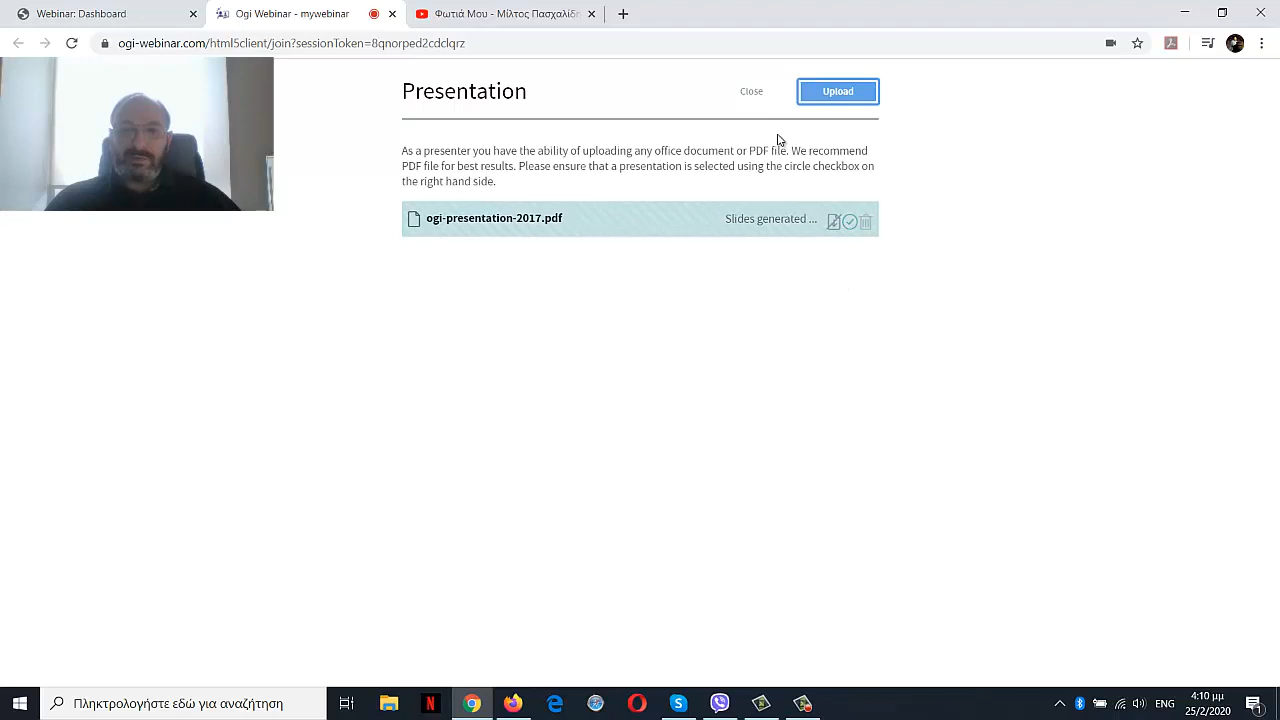 Webinar: Dashboard
Ogi Webinar - mywebinar
Φωτιά Μου - Μίλτος Πασχαλίδη
ogi-webinar.com/html5client/join?sessionToken=8qnorped2cdclqrz
Presentation
Close
Upload
As a presenter you have the ability of uploading any office document or PDF file. We recommend
PDF file for best results. Please ensure that a presentation is selected using the circle checkbox on
the right hand side.
ogi-presentation-2017.pdf
Slides generated ...
Πληκτρολογήστε εδώ για αναζήτηση
N
S
ENG
4:10 μμ
25/2/2020
1